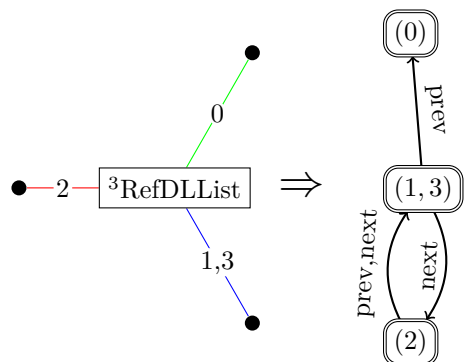 (0)
0
prev
2
³RefDLList
⇒
(1, 3)
1,3
prev,next
next
(2)